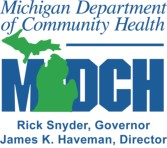 Michigan Department
of Community Health
MDCH
Rick Snyder, Governor
James K. Haveman, Director